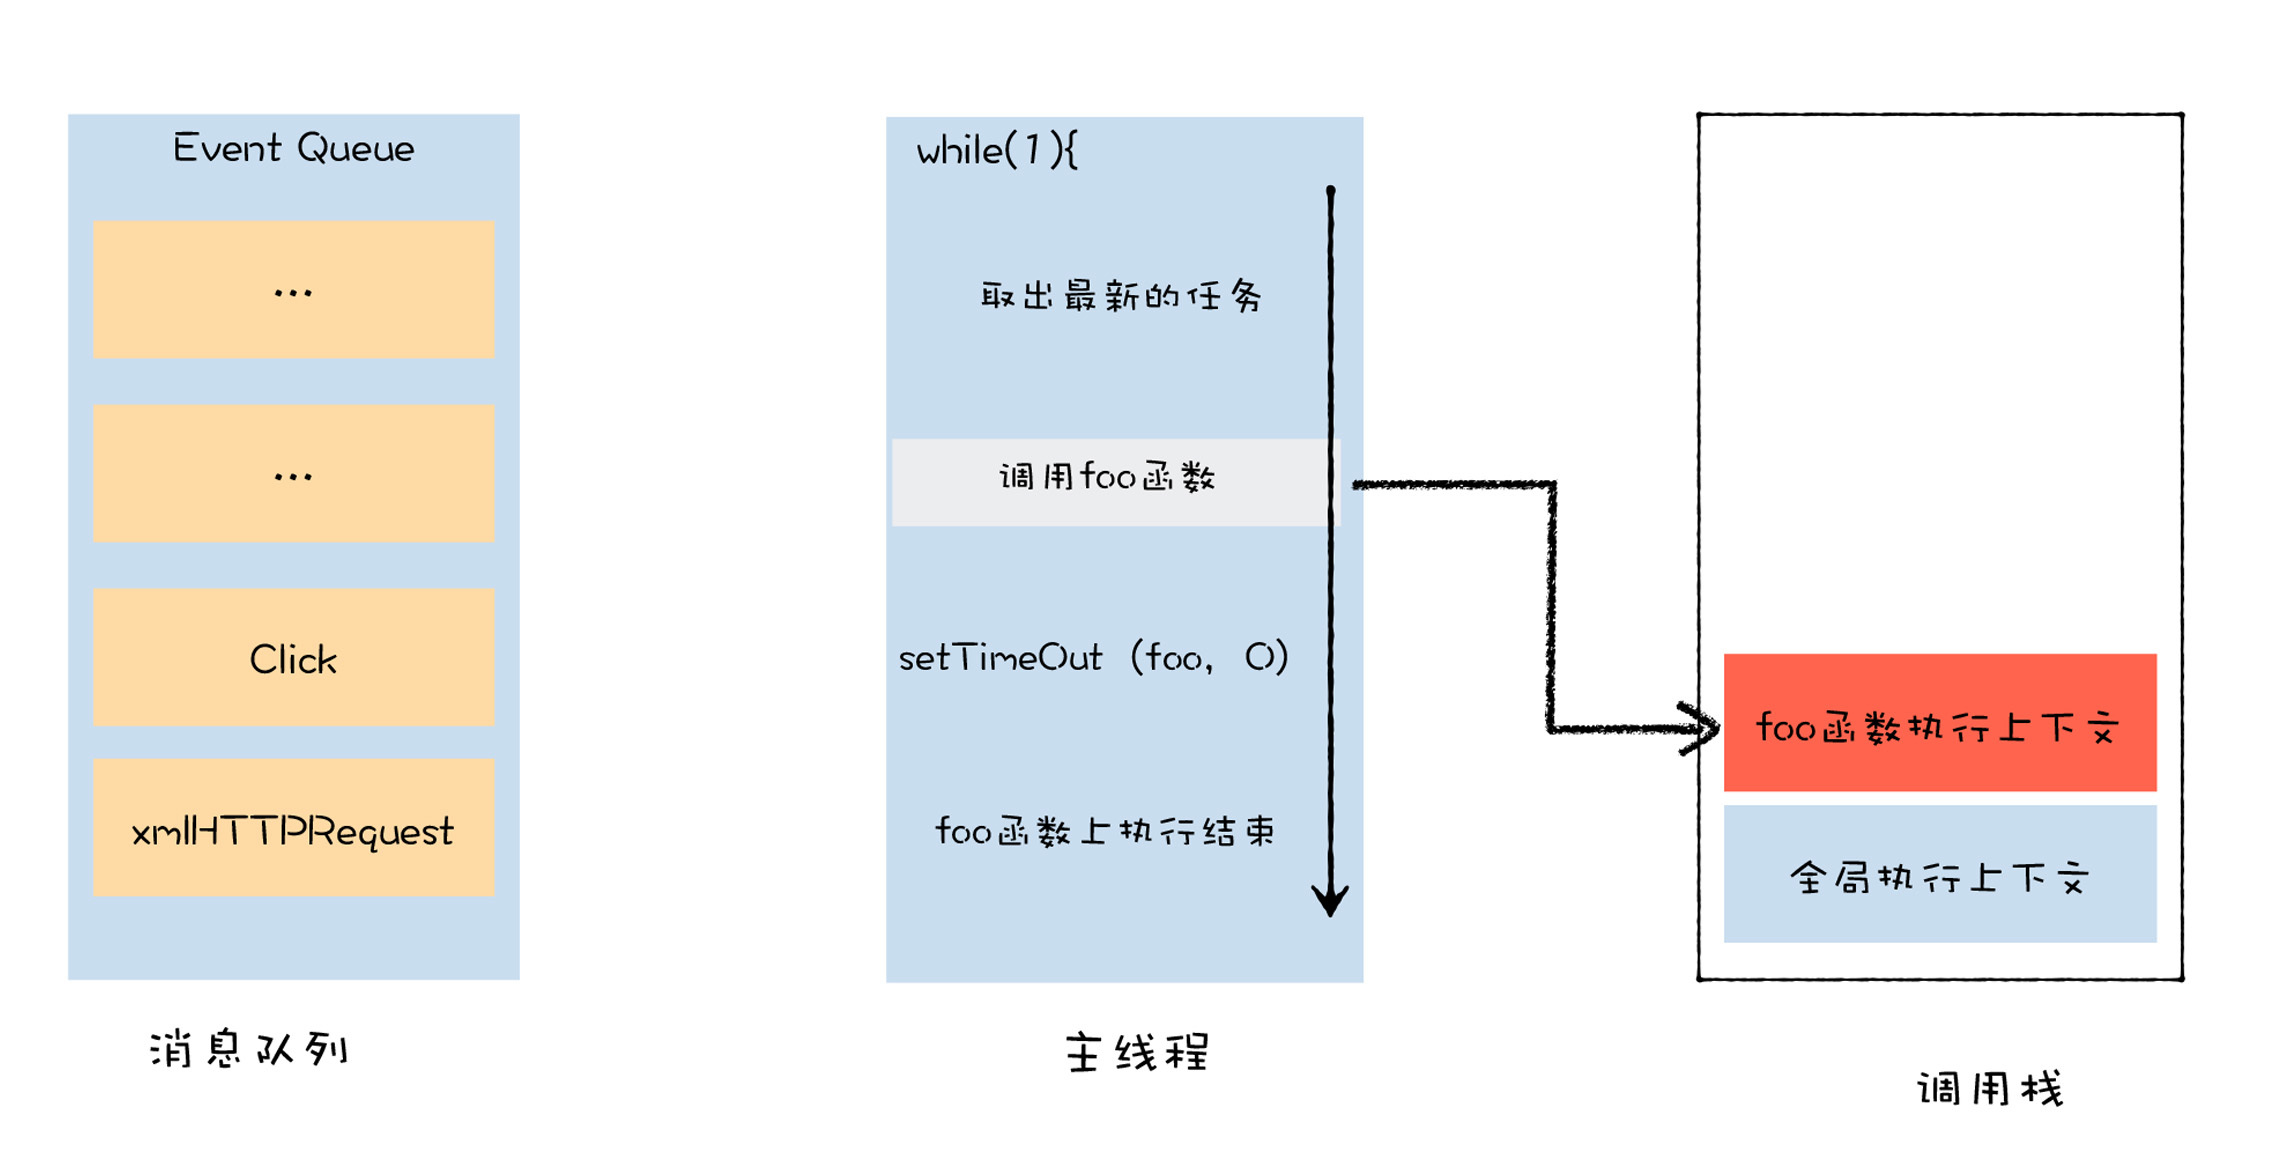 Event Queue
...
...
Click
xmlHTTPRequest
消息队列
while(1){
取出最新的任务
调用foo函数
setTimeOut（foo， 0）
foo函数上执行结束
主线程
foo函数执行上下文
全局执行上下文
调用栈